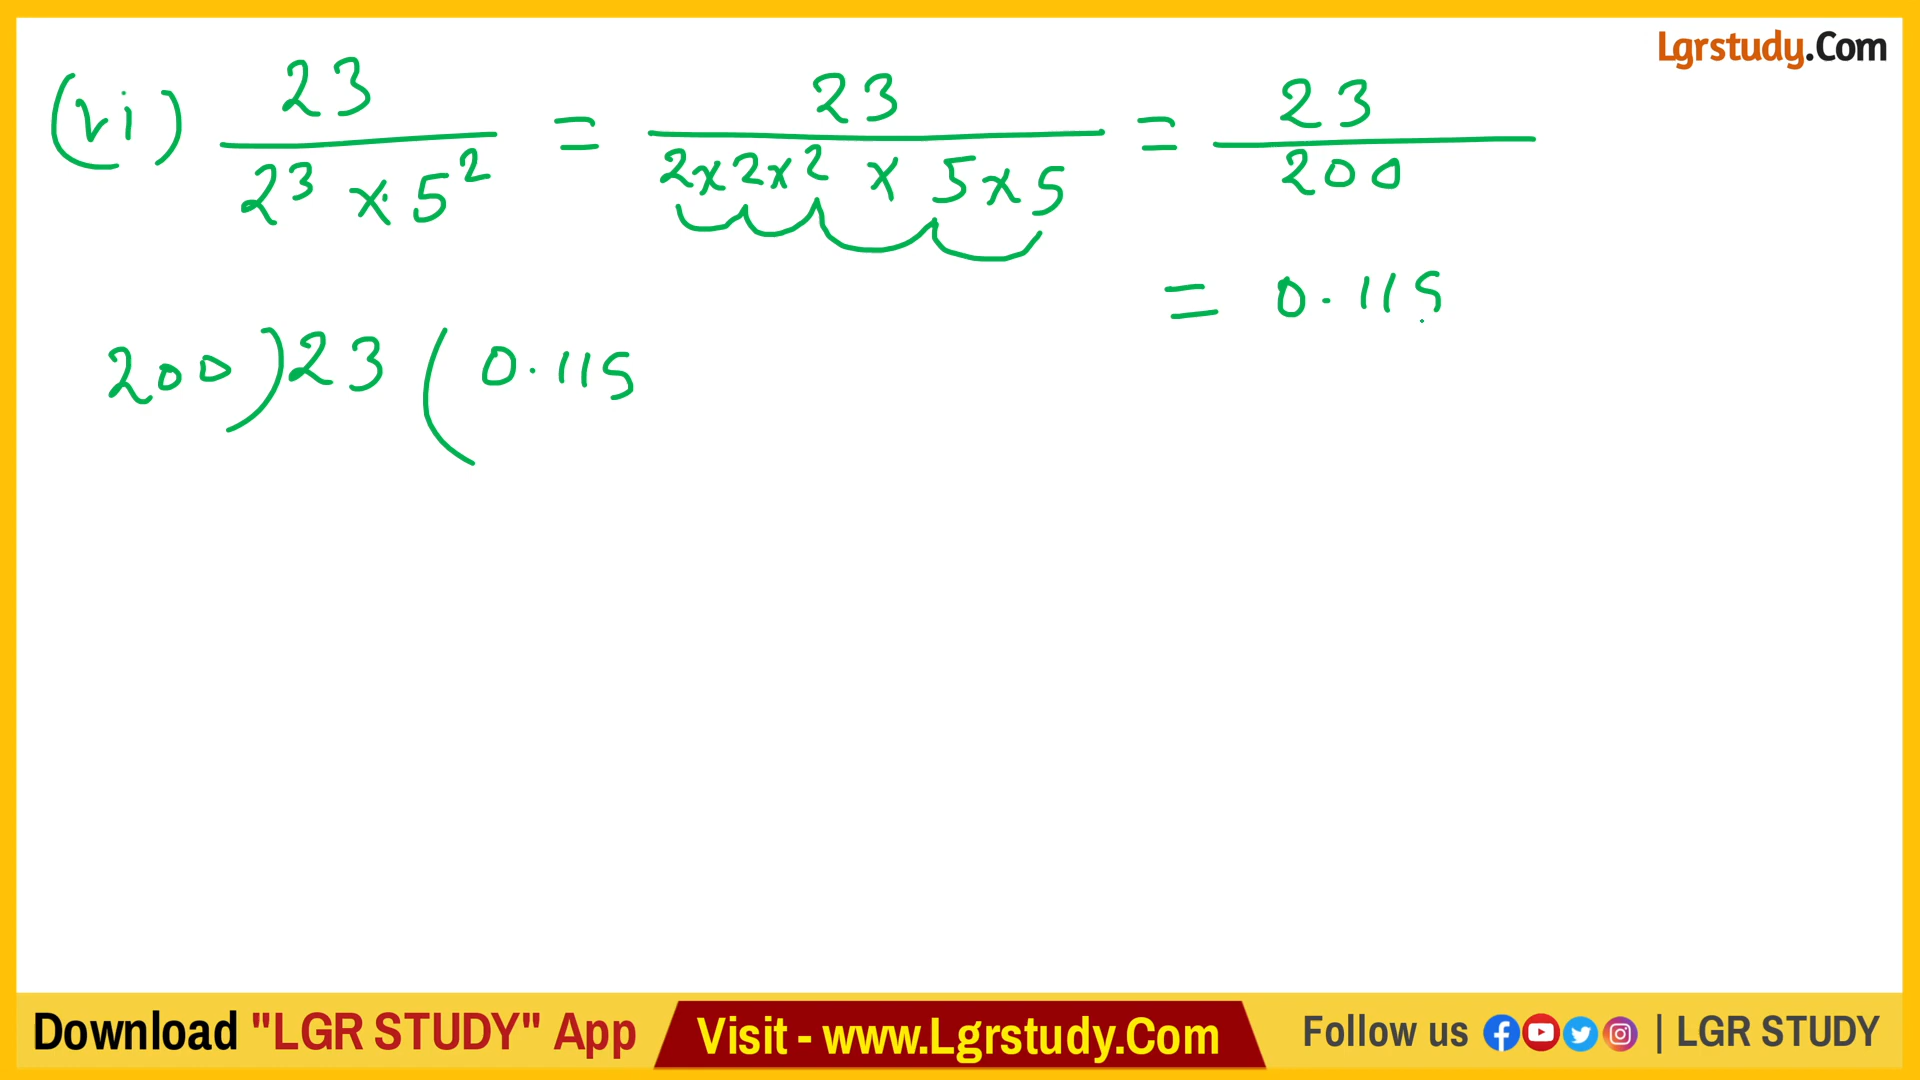 Lgrstudy.Com
(vi) 23/(2³ × 5²) = 23/(2×2×2 × 5×5) = 23/200
= 0.115
200)23(0.115
Download "LGR STUDY" App Visit - www.Lgrstudy.Com Follow us | LGR STUDY